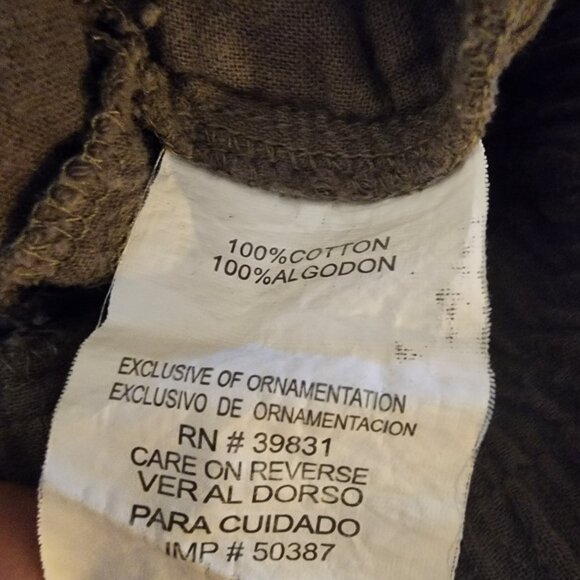 100%COTTON
100%ALGODON
EXCLUSIVE OF ORNAMENTATION
EXCLUSIVO DE ORNAMENTACION
RN # 39831
CARE ON REVERSE
VER AL DORSO
PARA CUIDADO
IMP # 50387